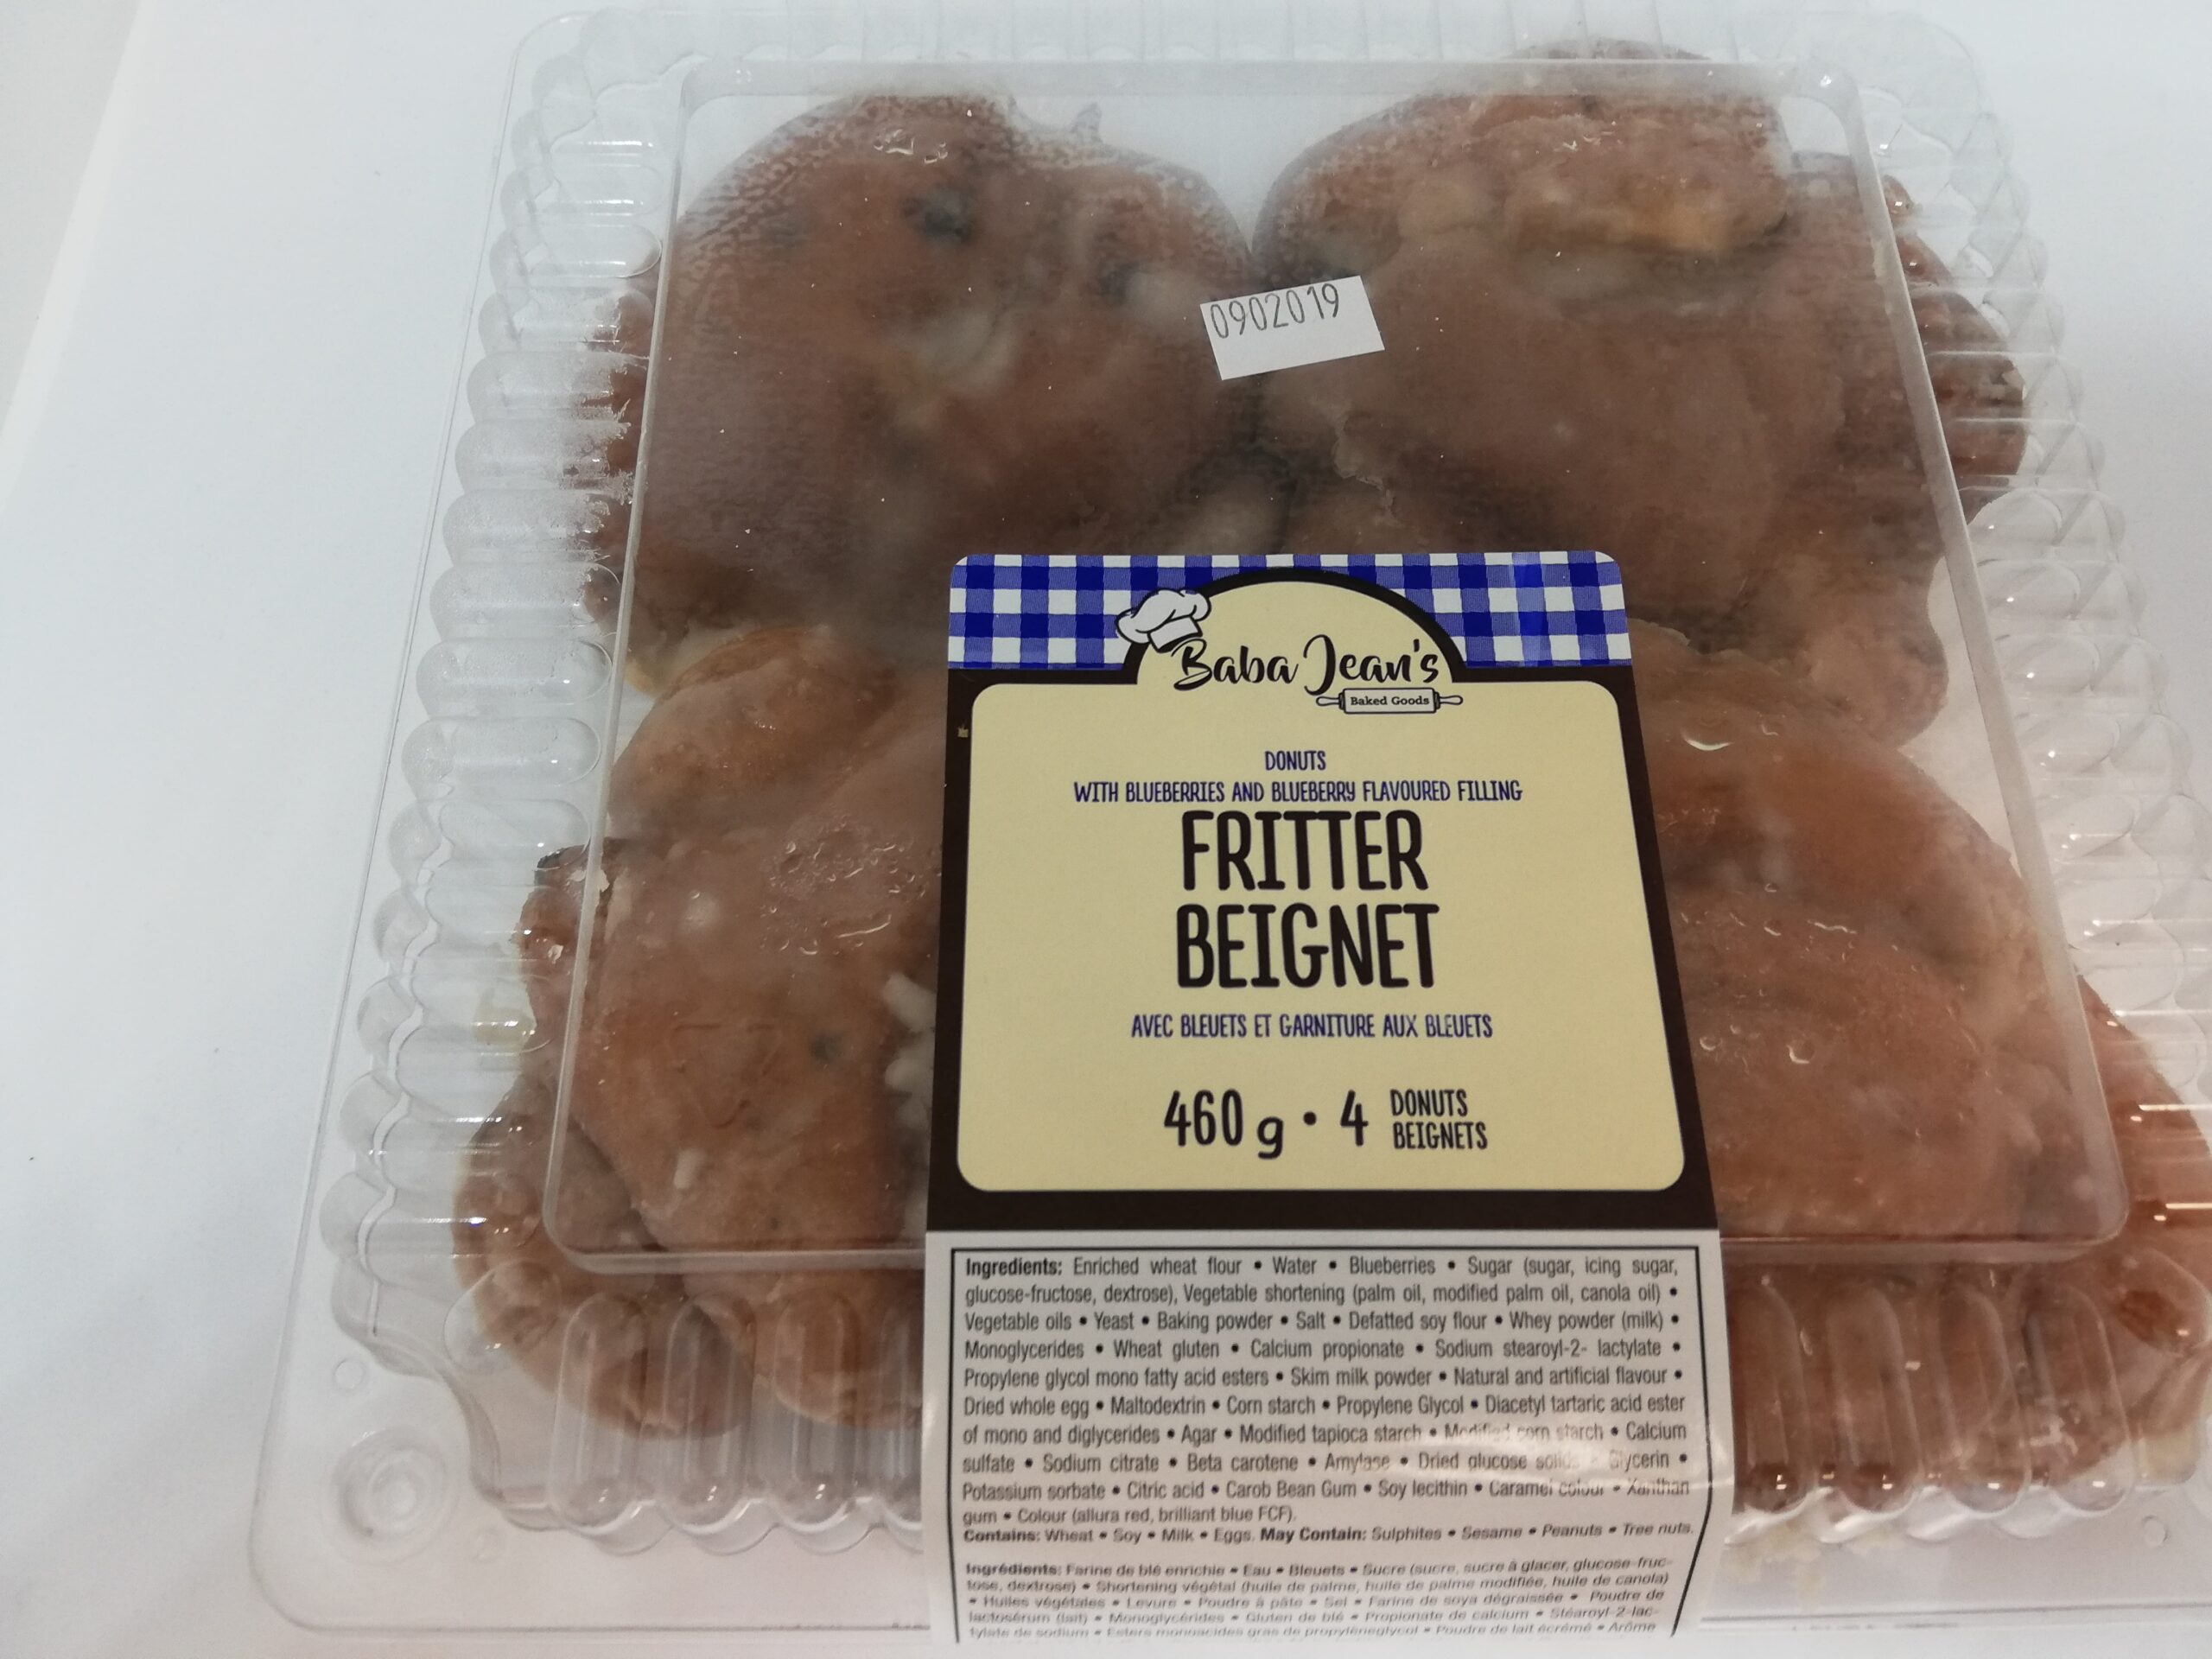 0902019
Baba Jean's
Baked Goods
DONUTS
WITH BLUEBERRIES AND BLUEBERRY FLAVOURED FILLING
FRITTER
BEIGNET
AVEC BLEUETS ET GARNITURE AUX BLEUETS
460 g • 4 DONUTS
BEIGNETS
Ingredients: Enriched wheat flour • Water • Blueberries • Sugar (sugar, icing sugar,
glucose-fructose, dextrose), Vegetable shortening (palm oil, modified palm oil, canola oil) •
Vegetable oils • Yeast • Baking powder • Salt • Defatted soy flour • Whey powder (milk) •
Monoglycerides • Wheat gluten • Calcium propionate • Sodium stearoyl-2- lactylate •
Propylene glycol mono fatty acid esters • Skim milk powder • Natural and artificial flavour •
Dried whole egg • Maltodextrin • Corn starch • Propylene Glycol • Diacetyl tartaric acid ester
of mono and diglycerides • Agar • Modified tapioca starch • Modified corn starch • Calcium
sulfate • Sodium citrate • Beta carotene • Amylase • Dried glucose solids • Glycerin •
Potassium sorbate • Citric acid • Carob Bean Gum • Soy lecithin • Caramel colour • Xanthan
gum • Colour (allura red, brilliant blue FCF).
Contains: Wheat • Soy • Milk • Eggs. May Contain: Sulphites • Sesame • Peanuts • Tree nuts.
Ingrédients: Farine de blé enrichie • Eau • Bleuets • Sucre (sucre, sucre à glacer, glucose-fruc-
tose, dextrose) • Shortening végétal (huile de palme, huile de palme modifiée, huile de canola)
• Huiles végétales • Levure • Poudre à pâte • Sel • Farine de soya dégraissée • Poudre de
lactosérum (lait) • Monoglycérides • Gluten de blé • Propionate de calcium • Stéaroyl-2-lac-
tylate de sodium • Esters monoacides gras de propylèneglycol • Poudre de lait écrémé • Arôme